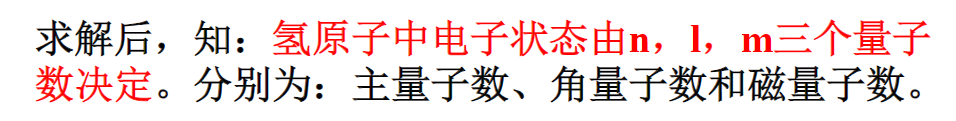 求解后，知：氢原子中电子状态由n，l，m三个量子
数决定。分别为：主量子数、角量子数和磁量子数。